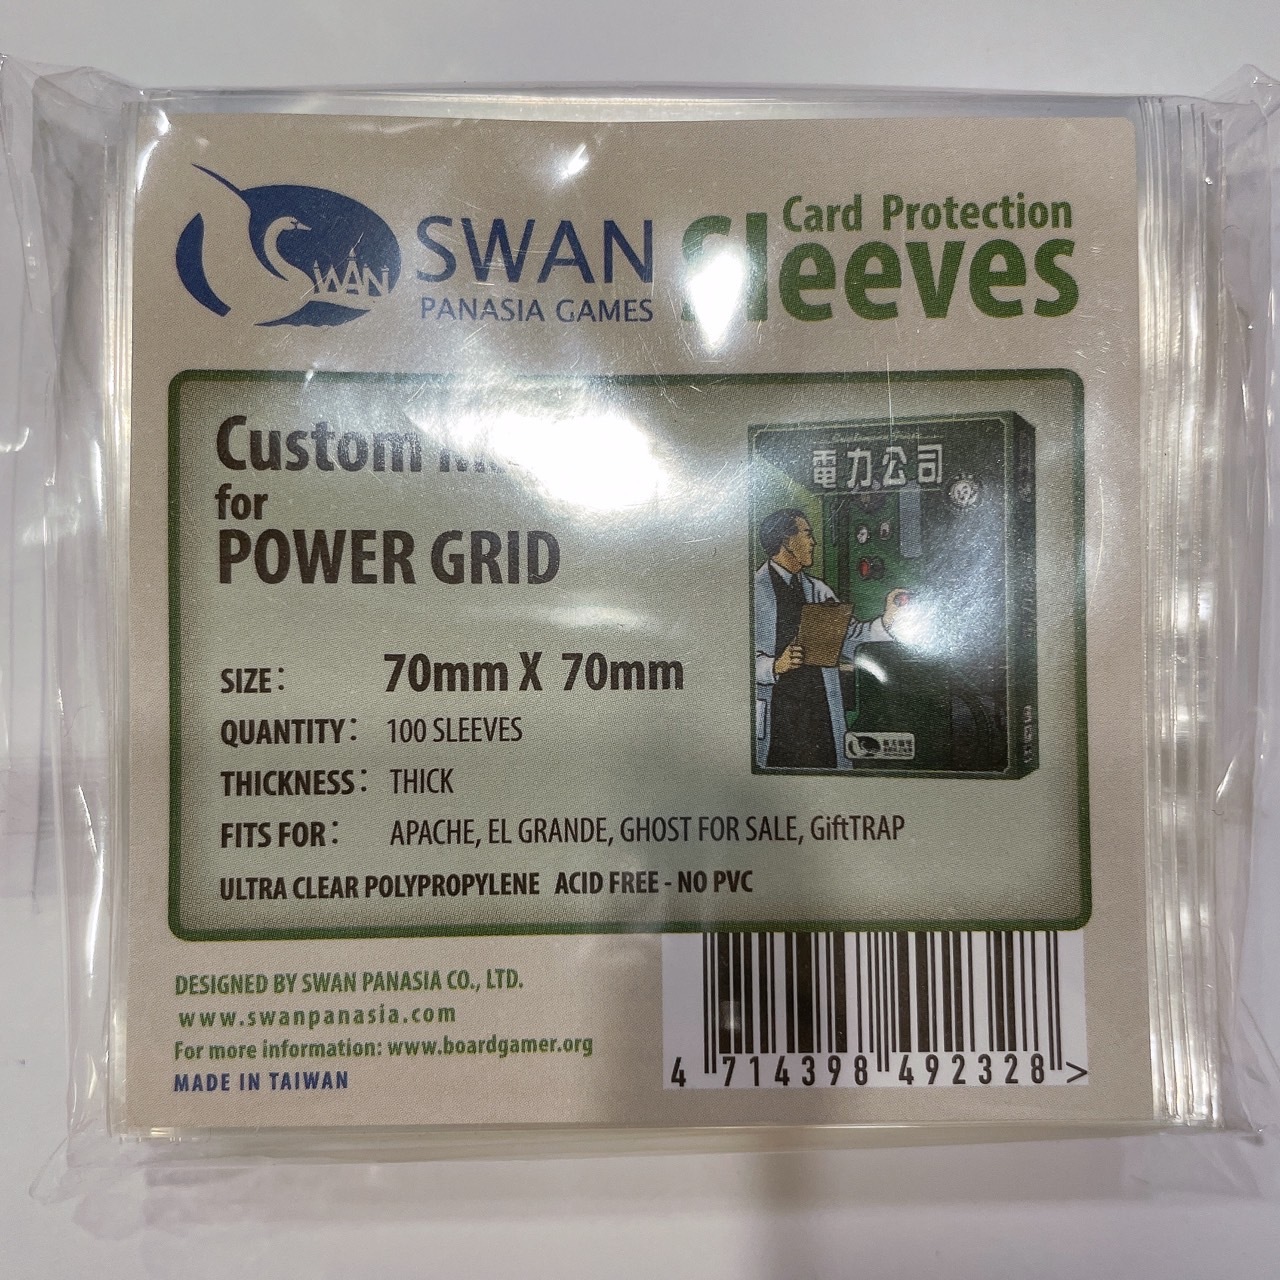 SWAN
SWAN
PANASIA GAMES
Card Protection
Sleeves
Custom
for
POWER GRID
電力公司
SIZE: 70mm X 70mm
QUANTITY: 100 SLEEVES
THICKNESS: THICK
FITS FOR: APACHE, EL GRANDE, GHOST FOR SALE, GiftTRAP
ULTRA CLEAR POLYPROPYLENE ACID FREE - NO PVC
DESIGNED BY SWAN PANASIA CO., LTD.
www.swanpanasia.com
For more information: www.boardgamer.org
MADE IN TAIWAN
4 714398 492328 >